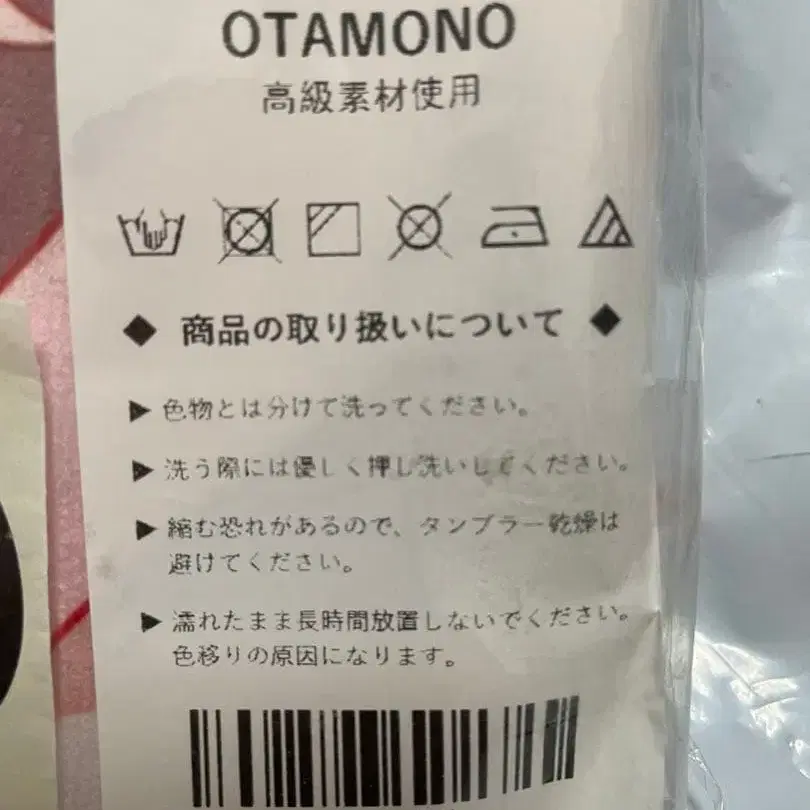 OTAMONO
高級素材使用
◆ 商品の取り扱いについて ◆
▶ 色物とは分けて洗ってください。
▶ 洗う際には優しく押し洗いしてください。
▶ 縮む恐れがあるので、タンブラー乾燥は
避けてください。
▶ 濡れたまま長時間放置しないでください。
色移りの原因になります。